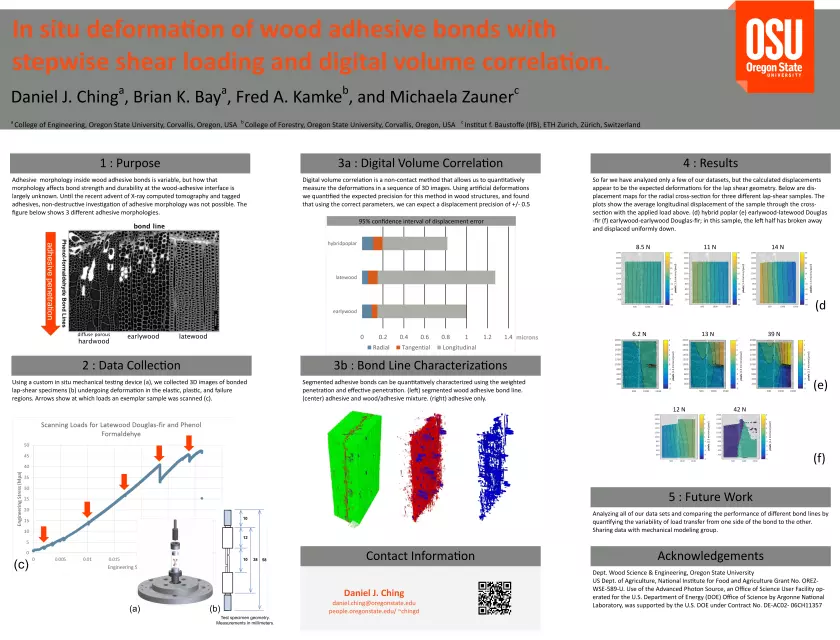 In situ deformation of wood adhesive bonds with
stepwise shear loading and digital volume correlation.
OSU
Oregon State
UNIVERSITY
Daniel J. Ching^a, Brian K. Bay^a, Fred A. Kamke^b, and Michaela Zauner^c
^a College of Engineering, Oregon State University, Corvallis, Oregon, USA ^b College of Forestry, Oregon State University, Corvallis, Oregon, USA ^c Institut f. Baustoffe (IfB), ETH Zurich, Zürich, Switzerland
1 : Purpose
Adhesive morphology inside wood adhesive bonds is variable, but how that
morphology affects bond strength and durability at the wood-adhesive interface is
largely unknown. Until the recent advent of X-ray computed tomography and tagged
adhesives, non-destructive investigation of adhesive morphology was not possible. The
figure below shows 3 different adhesive morphologies.
bond line
adhesive penetration
Phenol-formaldehyde Bond Lines
diffuse porous
hardwood
earlywood
latewood
2 : Data Collection
Using a custom in situ mechanical testing device (a), we collected 3D images of bonded
lap-shear specimens (b) undergoing deformation in the elastic, plastic, and failure
regions. Arrows show at which loads an exemplar sample was scanned (c).
Scanning Loads for Latewood Douglas-fir and Phenol
Formaldehye
Engineering Stress (Mpa)
50
45
40
35
30
25
20
15
10
5
0
0 0.005 0.01 0.015
Engineering S
(c)
(a)
(b)
10
12
10 24 56
Test specimen geometry.
Measurements in millimeters.
3a : Digital Volume Correlation
Digital volume correlation is a non-contact method that allows us to quantitatively
measure the deformations in a sequence of 3D images. Using artificial deformations
we quantified the expected precision for this method in wood structures, and found
that using the correct parameters, we can expect a displacement precision of +/- 0.5
95% confidence interval of displacement error
hybridpoplar
latewood
earlywood
0 0.2 0.4 0.6 0.8 1 1.2 1.4 microns
Radial Tangential Longitudinal
3b : Bond Line Characterizations
Segmented adhesive bonds can be quantitatively characterized using the weighted
penetration and effective penetration. (left) segmented wood adhesive bond line.
(center) adhesive and wood/adhesive mixture. (right) adhesive only.
Contact Information
Daniel J. Ching
daniel.ching@oregonstate.edu
people.oregonstate.edu/ ~chingd
4 : Results
So far we have analyzed only a few of our datasets, but the calculated displacements
appear to be the expected deformations for the lap shear geometry. Below are dis-
placement maps for the radial cross-section for three different lap-shear samples. The
plots show the average longitudinal displacement of the sample through the cross-
section with the applied load above. (d) hybrid poplar (e) earlywood-latewood Douglas
-fir (f) earlywood-earlywood Douglas-fir; in this sample, the left half has broken away
and displaced uniformly down.
8.5 N 11 N 14 N
(d
6.2 N 13 N 39 N
(e)
12 N 42 N
(f)
5 : Future Work
Analyzing all of our data sets and comparing the performance of different bond lines by
quantifying the variability of load transfer from one side of the bond to the other.
Sharing data with mechanical modeling group.
Acknowledgements
Dept. Wood Science & Engineering, Oregon State University
US Dept. of Agriculture, National Institute for Food and Agriculture Grant No. OREZ-
WSE-589-U. Use of the Advanced Photon Source, an Office of Science User Facility op-
erated for the U.S. Department of Energy (DOE) Office of Science by Argonne National
Laboratory, was supported by the U.S. DOE under Contract No. DE-AC02- 06CH11357